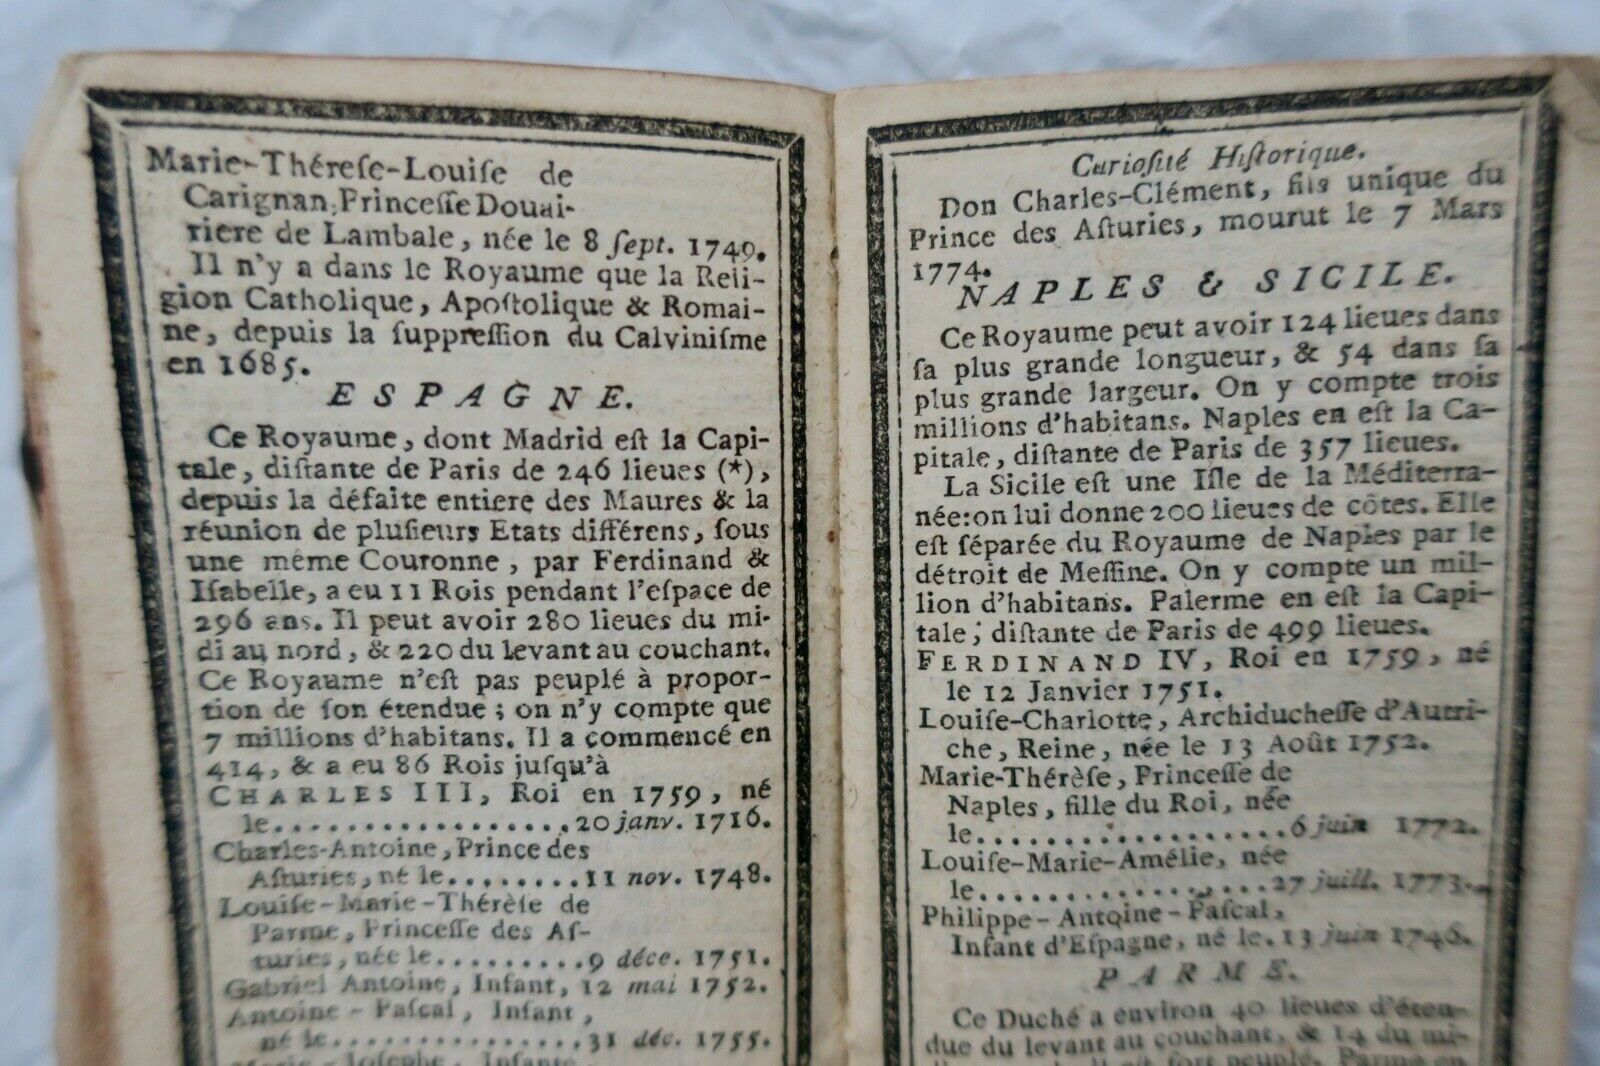 Marie-Thérese-Louiſe de
Carignan, Princeſſe Douai-
riere de Lambale, née le 8 ſept. 1749.
Il n'y a dans le Royaume que la Reli-
gion Catholique, Apoſtolique & Romai-
ne, depuis la ſuppreſſion du Calviniſme
en 1685.
ESPAGNE.
Ce Royaume, dont Madrid eſt la Capi-
tale, diſtante de Paris de 246 lieues (*),
depuis la défaite entiere des Maures & la
réunion de pluſieurs Etats différens, ſous
une même Couronne, par Ferdinand &
Iſabelle, a eu 11 Rois pendant l'eſpace de
296 ans. Il peut avoir 280 lieues du mi-
di au nord, & 220 du levant au couchant.
Ce Royaume n'eſt pas peuplé à propor-
tion de ſon étendue; on n'y compte que
7 millions d'habitans. Il a commencé en
414, & a eu 86 Rois juſqu'à
CHARLES III, Roi en 1759, né
le..................20 janv. 1716.
Charles-Antoine, Prince des
Aſturies, né le........11 nov. 1748.
Louiſe-Marie-Thérèſe de
Parme, Princeſſe des Aſ-
turies, née le.........9 déce. 1751.
Gabriel Antoine, Infant, 12 mai 1752.
Antoine-Paſcal, Infant,
né le...............31 déc. 1755.
Marie-Joſephe, Infante
Curioſité Hiſtorique.
Don Charles-Clément, fils unique du
Prince des Aſturies, mourut le 7 Mars
1774.
NAPLES & SICILE.
Ce Royaume peut avoir 124 lieues dans
ſa plus grande longueur, & 54 dans ſa
plus grande largeur. On y compte trois
millions d'habitans. Naples en eſt la Ca-
pitale, diſtante de Paris de 357 lieues.
La Sicile eſt une Iſle de la Méditerra-
née: on lui donne 200 lieues de côtes. Elle
eſt ſéparée du Royaume de Naples par le
détroit de Meſſine. On y compte un mil-
lion d'habitans. Palerme en eſt la Capi-
tale; diſtante de Paris de 499 lieues.
FERDINAND IV, Roi en 1759, né
le 12 Janvier 1751.
Louiſe-Charlotte, Archiducheſſe d'Autri-
che, Reine, née le 13 Août 1752.
Marie-Thérèſe, Princeſſe de
Naples, fille du Roi, née
le....................6 juin 1772.
Louiſe-Marie-Amélie, née
le..................27 juill. 1773.
Philippe-Antoine-Paſcal,
Infant d'Eſpagne, né le. 13 juin 1746.
PARME.
Ce Duché a environ 40 lieues d'éten-
due du levant au couchant, & 14 du mi-
fort peuplé. Parme en